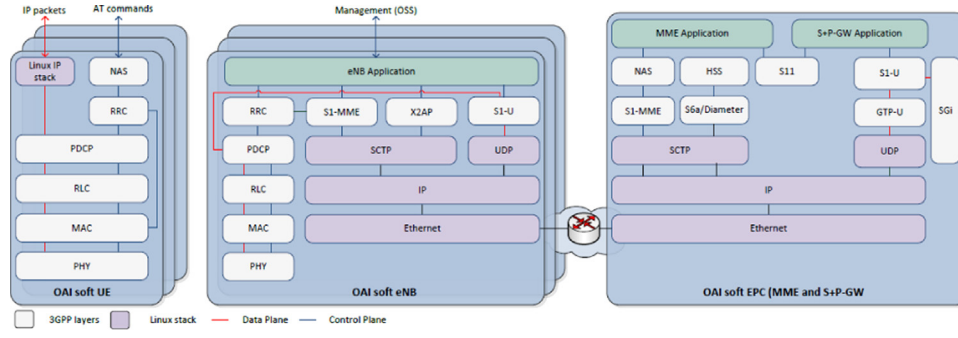 IP packets
AT commands
Linux IP
stack
NAS
RRC
PDCP
RLC
MAC
PHY
OAI soft UE
Management (OSS)
eNB Application
RRC
S1-MME
X2AP
S1-U
PDCP
SCTP
UDP
RLC
IP
MAC
Ethernet
PHY
OAI soft eNB
MME Application
S+P-GW Application
NAS
HSS
S11
S1-U
S1-MME
S6a/Diameter
GTP-U
SGi
SCTP
UDP
IP
Ethernet
OAI soft EPC (MME and S+P-GW
3GPP layers
Linux stack
Data Plane
Control Plane